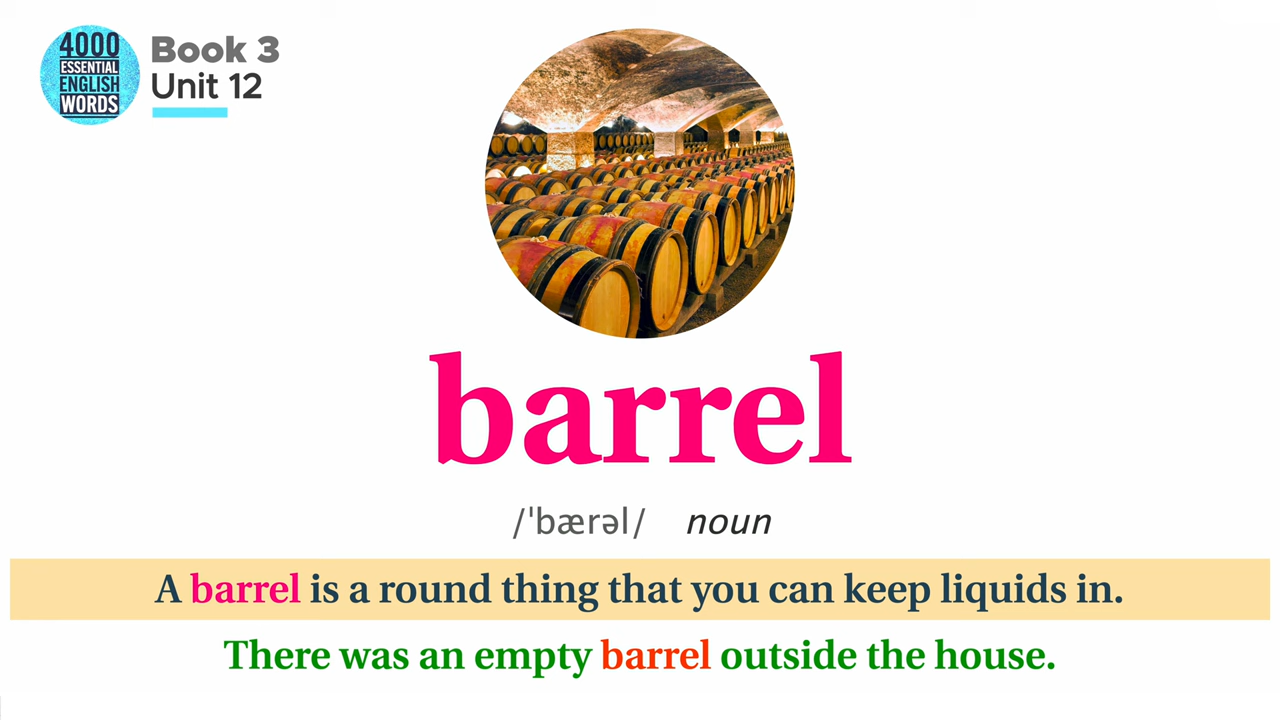 4000
ESSENTIAL
ENGLISH
WORDS
Book 3
Unit 12
barrel
/ˈbærəl/ noun
A barrel is a round thing that you can keep liquids in.
There was an empty barrel outside the house.